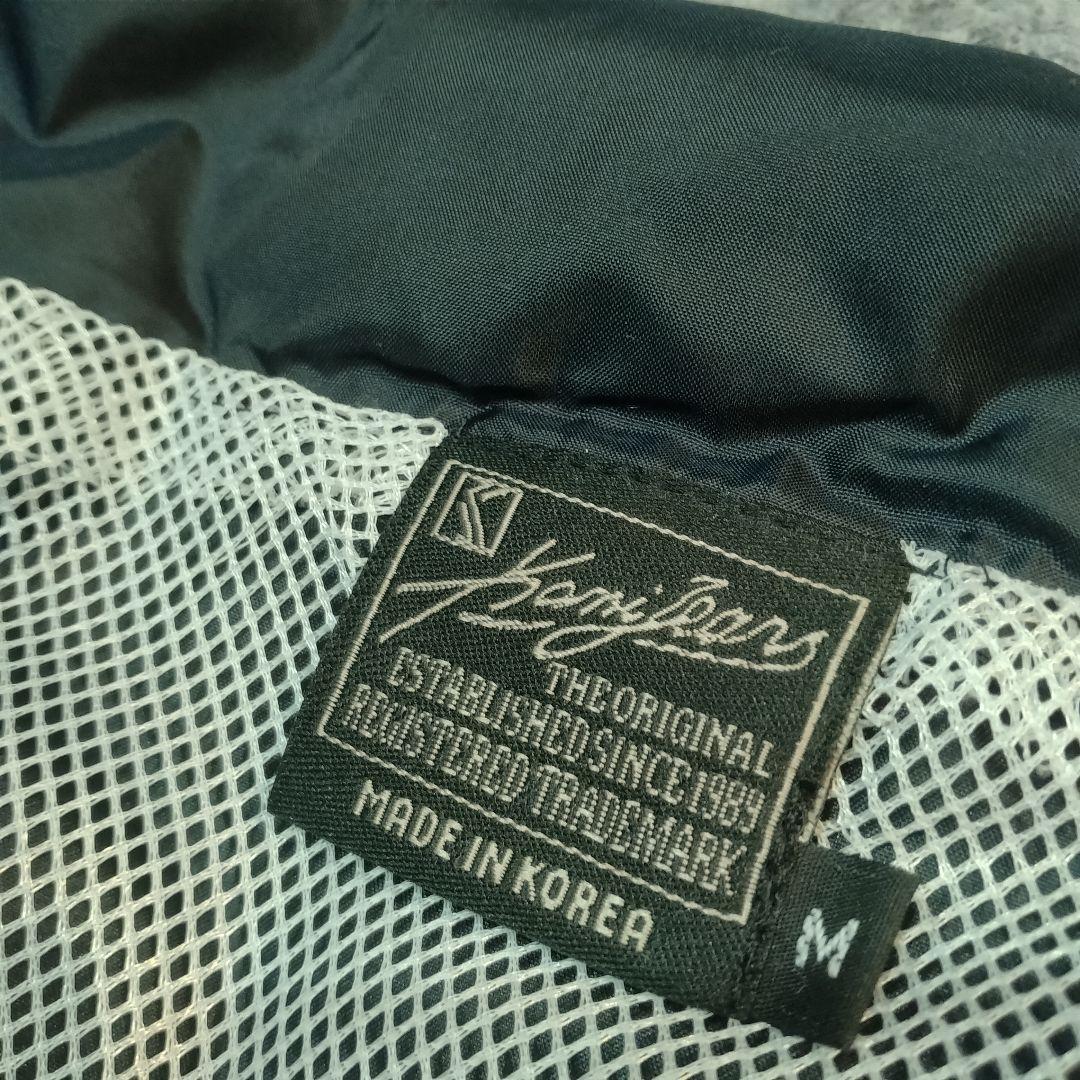 K
Kani Jeans
THE ORIGINAL
ESTABLISHED SINCE 1989
REGISTERED TRADEMARK
MADE IN KOREA
M